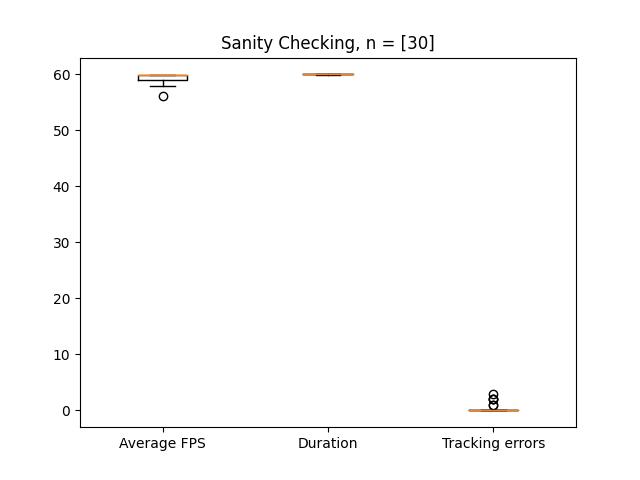 Sanity Checking, n = [30]
60
50
40
30
20
10
0
Average FPS
Duration
Tracking errors